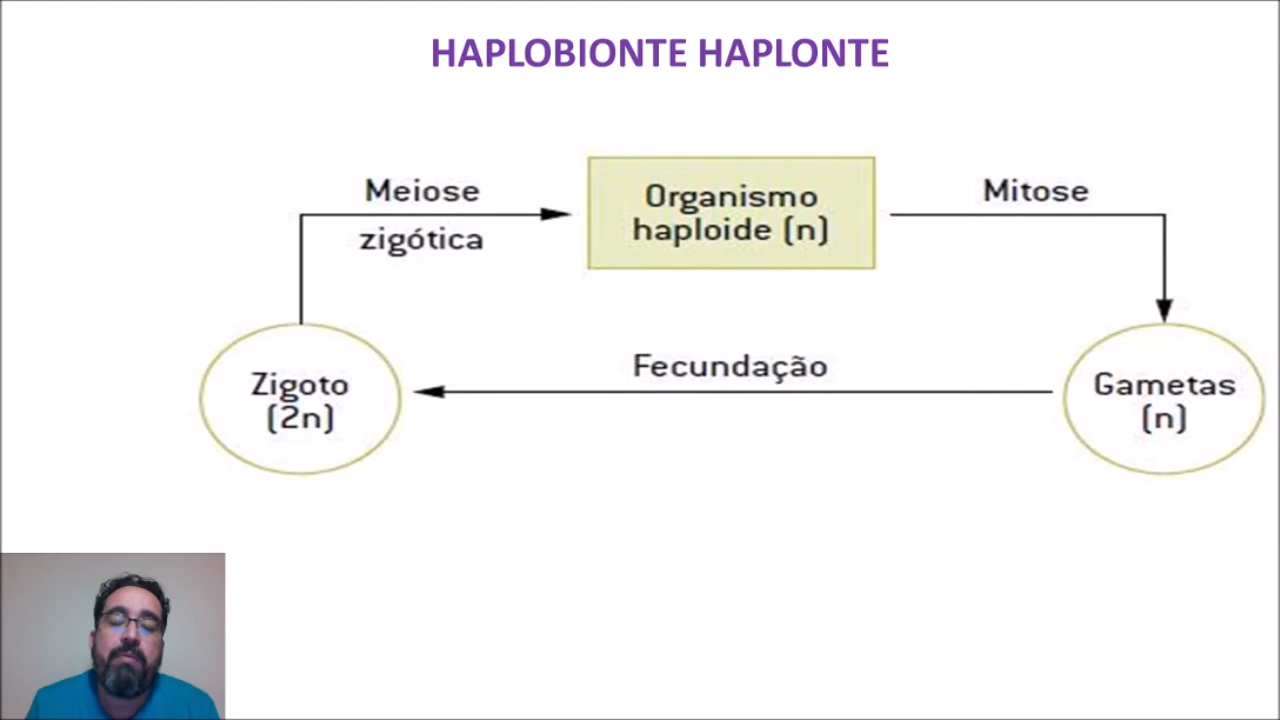 HAPLOBIONTE HAPLONTE
Meiose
zigótica
Organismo
haploide (n)
Mitose
Fecundação
Zigoto
(2n)
Gametas
(n)